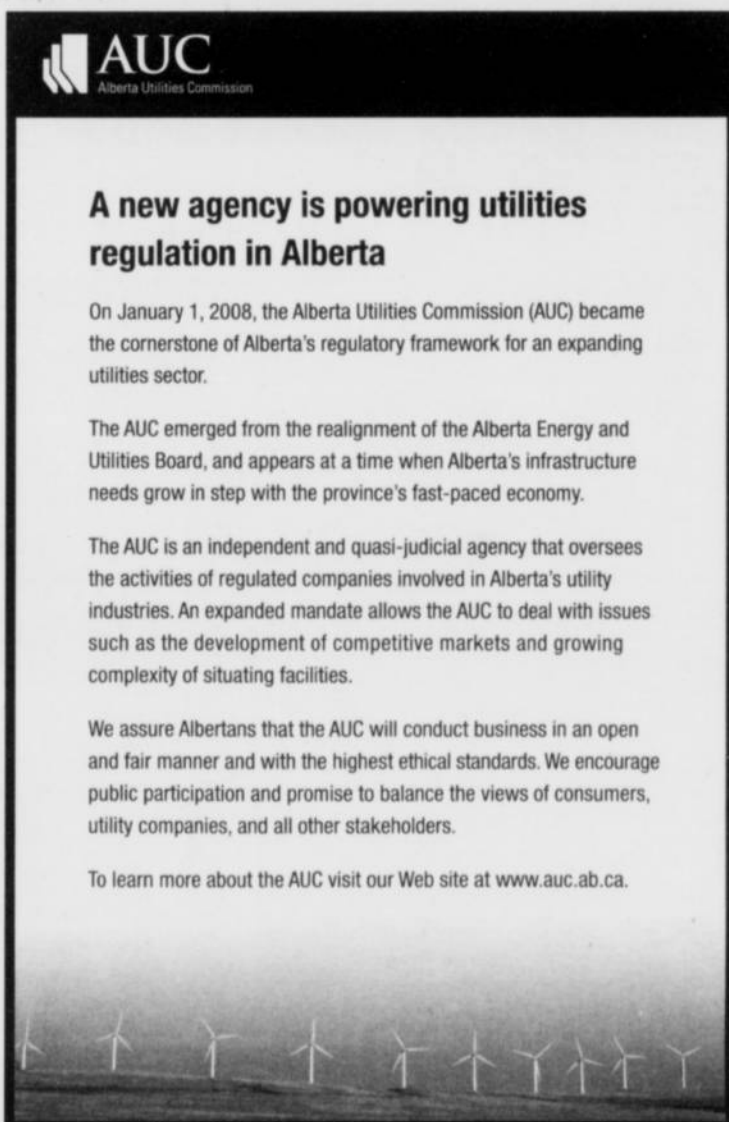 AUC
Alberta Utilities Commission
A new agency is powering utilities
regulation in Alberta
On January 1, 2008, the Alberta Utilities Commission (AUC) became
the cornerstone of Alberta's regulatory framework for an expanding
utilities sector.
The AUC emerged from the realignment of the Alberta Energy and
Utilities Board, and appears at a time when Alberta's infrastructure
needs grow in step with the province's fast-paced economy.
The AUC is an independent and quasi-judicial agency that oversees
the activities of regulated companies involved in Alberta's utility
industries. An expanded mandate allows the AUC to deal with issues
such as the development of competitive markets and growing
complexity of situating facilities.
We assure Albertans that the AUC will conduct business in an open
and fair manner and with the highest ethical standards. We encourage
public participation and promise to balance the views of consumers,
utility companies, and all other stakeholders.
To learn more about the AUC visit our Web site at www.auc.ab.ca.